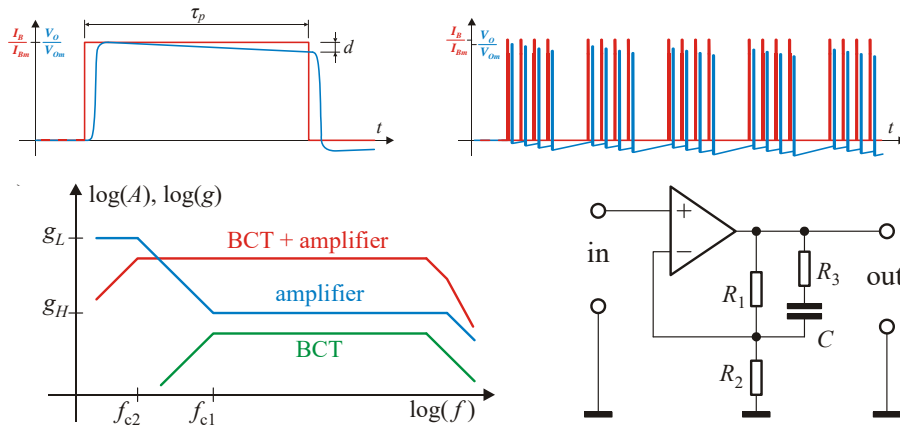 τp
I_B/I_Bm V_O/V_Om
d
t
I_B/I_Bm V_O/V_Om
t
log(A), log(g)
g_L
BCT + amplifier
g_H
amplifier
BCT
f_c2
f_c1
log(f)
in
+
−
R_1
R_3
out
C
R_2